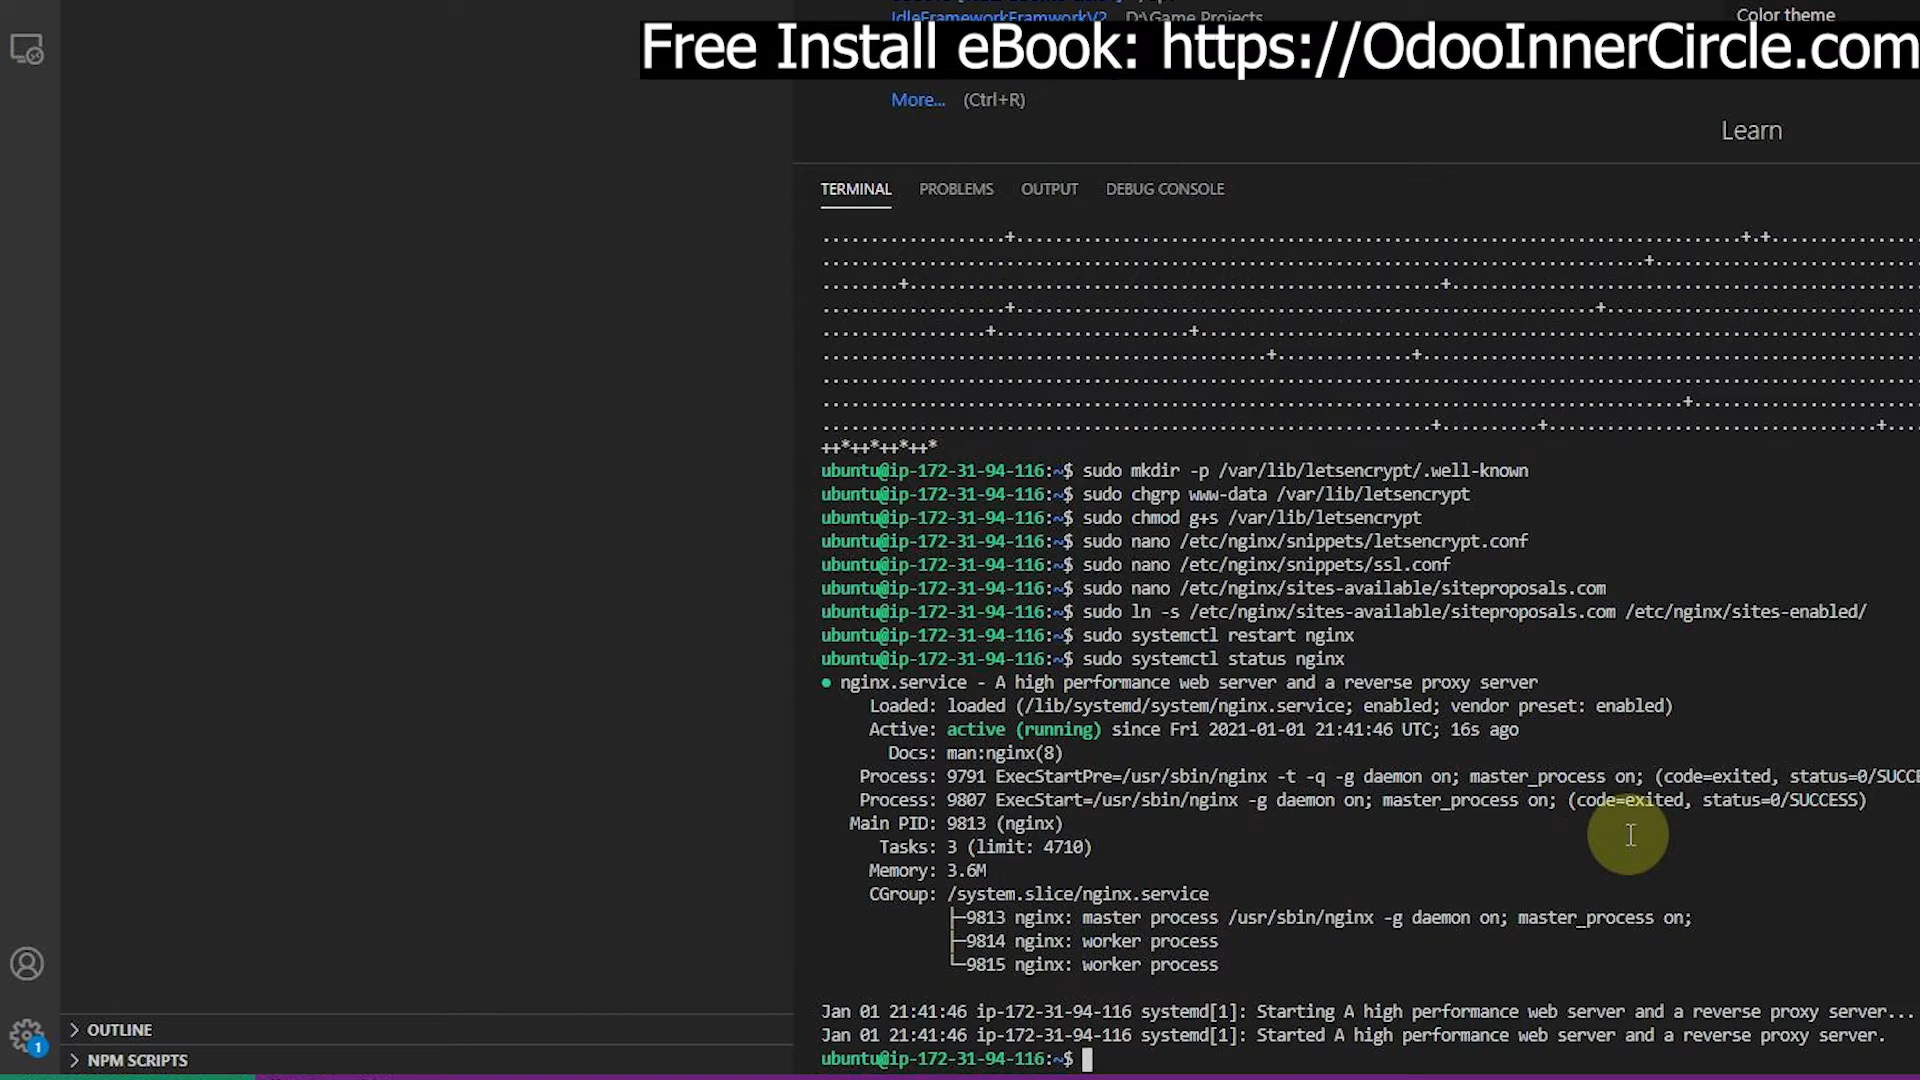 IdleFrameworkFramworkV2 D:\Game Projects
Color theme
Free Install eBook: https://OdooInnerCircle.com
More... (Ctrl+R)
Learn
TERMINAL PROBLEMS OUTPUT DEBUG CONSOLE
++*++*++*++*
ubuntu@ip-172-31-94-116:~$ sudo mkdir -p /var/lib/letsencrypt/.well-known
ubuntu@ip-172-31-94-116:~$ sudo chgrp www-data /var/lib/letsencrypt
ubuntu@ip-172-31-94-116:~$ sudo chmod g+s /var/lib/letsencrypt
ubuntu@ip-172-31-94-116:~$ sudo nano /etc/nginx/snippets/letsencrypt.conf
ubuntu@ip-172-31-94-116:~$ sudo nano /etc/nginx/snippets/ssl.conf
ubuntu@ip-172-31-94-116:~$ sudo nano /etc/nginx/sites-available/siteproposals.com
ubuntu@ip-172-31-94-116:~$ sudo ln -s /etc/nginx/sites-available/siteproposals.com /etc/nginx/sites-enabled/
ubuntu@ip-172-31-94-116:~$ sudo systemctl restart nginx
ubuntu@ip-172-31-94-116:~$ sudo systemctl status nginx
● nginx.service - A high performance web server and a reverse proxy server
Loaded: loaded (/lib/systemd/system/nginx.service; enabled; vendor preset: enabled)
Active: active (running) since Fri 2021-01-01 21:41:46 UTC; 16s ago
Docs: man:nginx(8)
Process: 9791 ExecStartPre=/usr/sbin/nginx -t -q -g daemon on; master_process on; (code=exited, status=0/SUCCE
Process: 9807 ExecStart=/usr/sbin/nginx -g daemon on; master_process on; (code=exited, status=0/SUCCESS)
Main PID: 9813 (nginx)
Tasks: 3 (limit: 4710)
Memory: 3.6M
CGroup: /system.slice/nginx.service
├─9813 nginx: master process /usr/sbin/nginx -g daemon on; master_process on;
├─9814 nginx: worker process
└─9815 nginx: worker process
Jan 01 21:41:46 ip-172-31-94-116 systemd[1]: Starting A high performance web server and a reverse proxy server...
Jan 01 21:41:46 ip-172-31-94-116 systemd[1]: Started A high performance web server and a reverse proxy server.
ubuntu@ip-172-31-94-116:~$
1
OUTLINE
NPM SCRIPTS